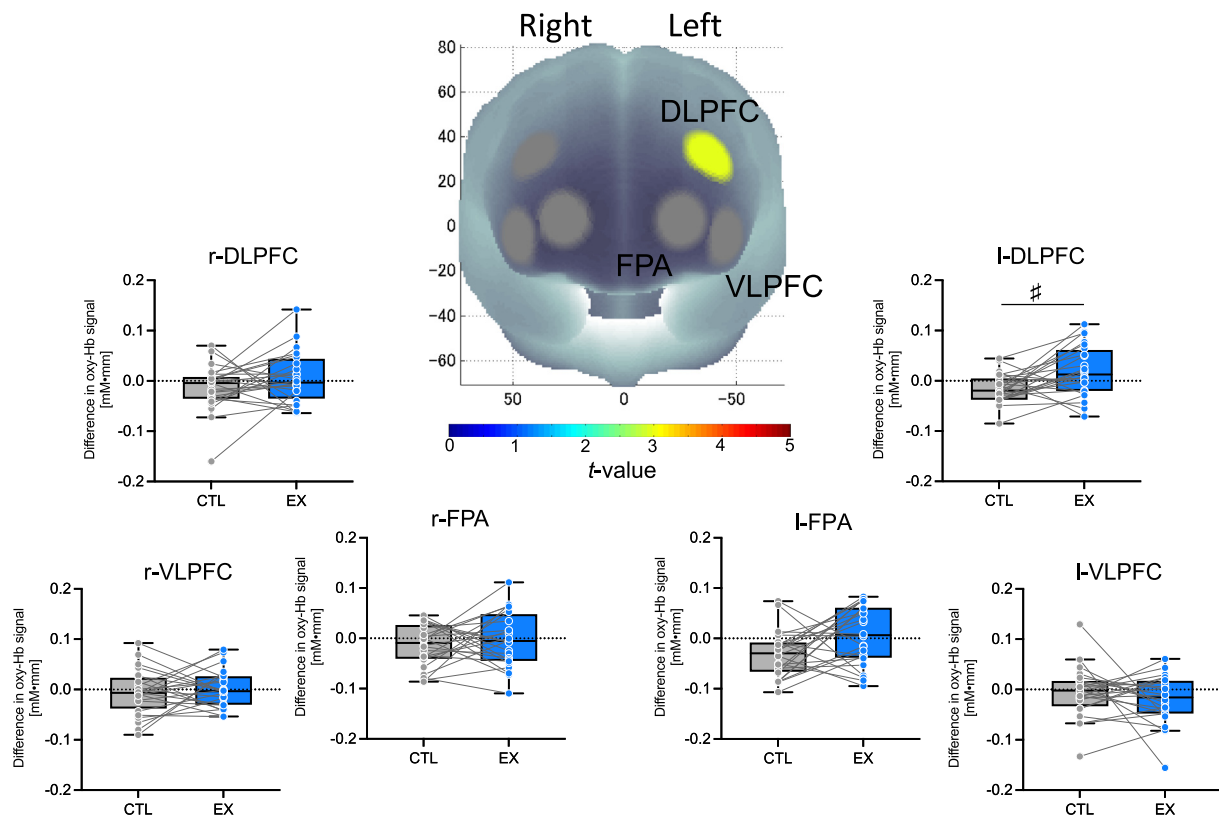 Right Left
80
60
40
20
0
−20
−40
−60
50 0 −50
DLPFC
FPA
VLPFC
0 1 2 3 4 5
t-value
r-DLPFC
Difference in oxy-Hb signal
[mM•mm]
0.2
0.1
0.0
-0.1
-0.2
CTL EX
l-DLPFC
♯
Difference in oxy-Hb signal
[mM•mm]
0.2
0.1
0.0
-0.1
-0.2
CTL EX
r-VLPFC
Difference in oxy-Hb signal
[mM•mm]
0.2
0.1
0.0
-0.1
-0.2
CTL EX
r-FPA
Difference in oxy-Hb signal
[mM•mm]
0.2
0.1
0.0
-0.1
-0.2
CTL EX
l-FPA
Difference in oxy-Hb signal
[mM•mm]
0.2
0.1
0.0
-0.1
-0.2
CTL EX
l-VLPFC
Difference in oxy-Hb signal
[mM•mm]
0.2
0.1
0.0
-0.1
-0.2
CTL EX